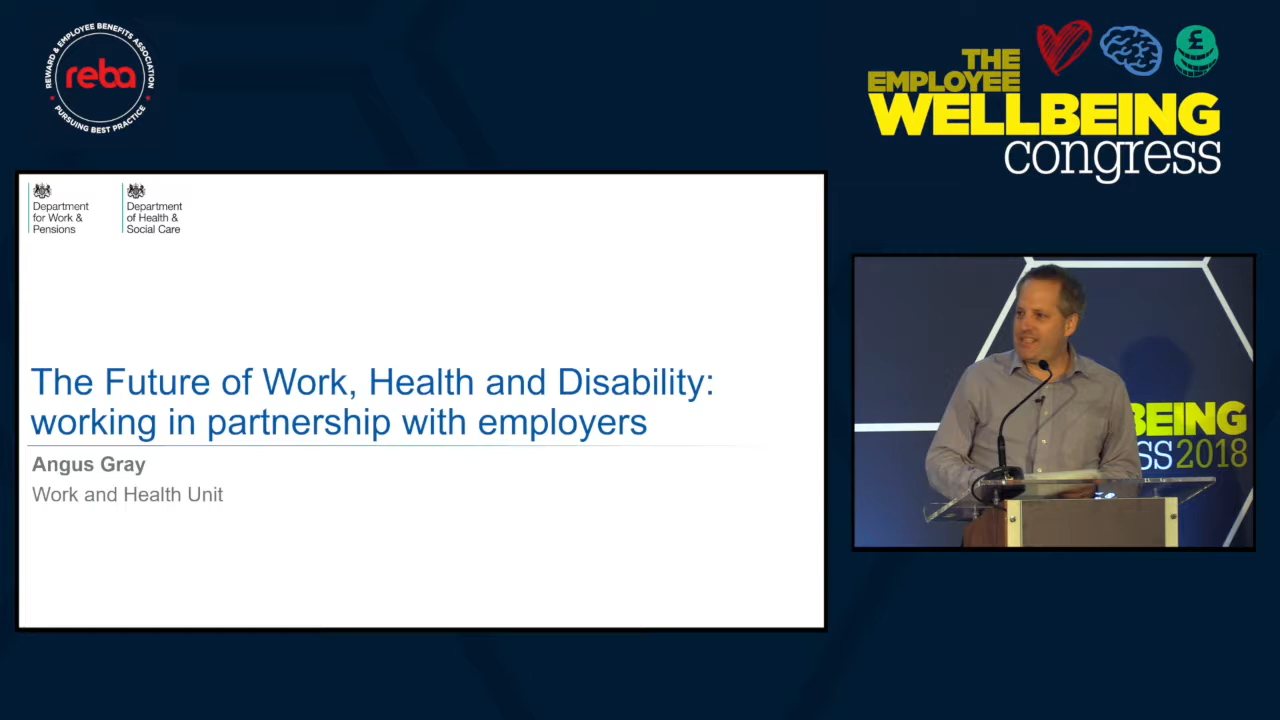 REWARD & EMPLOYEE BENEFITS ASSOCIATION
reba
PURSUING BEST PRACTICE
THE
EMPLOYEE
WELLBEING
congress
£
Department
for Work &
Pensions
Department
of Health &
Social Care
The Future of Work, Health and Disability:
working in partnership with employers
Angus Gray
Work and Health Unit
BEING
SS 2018